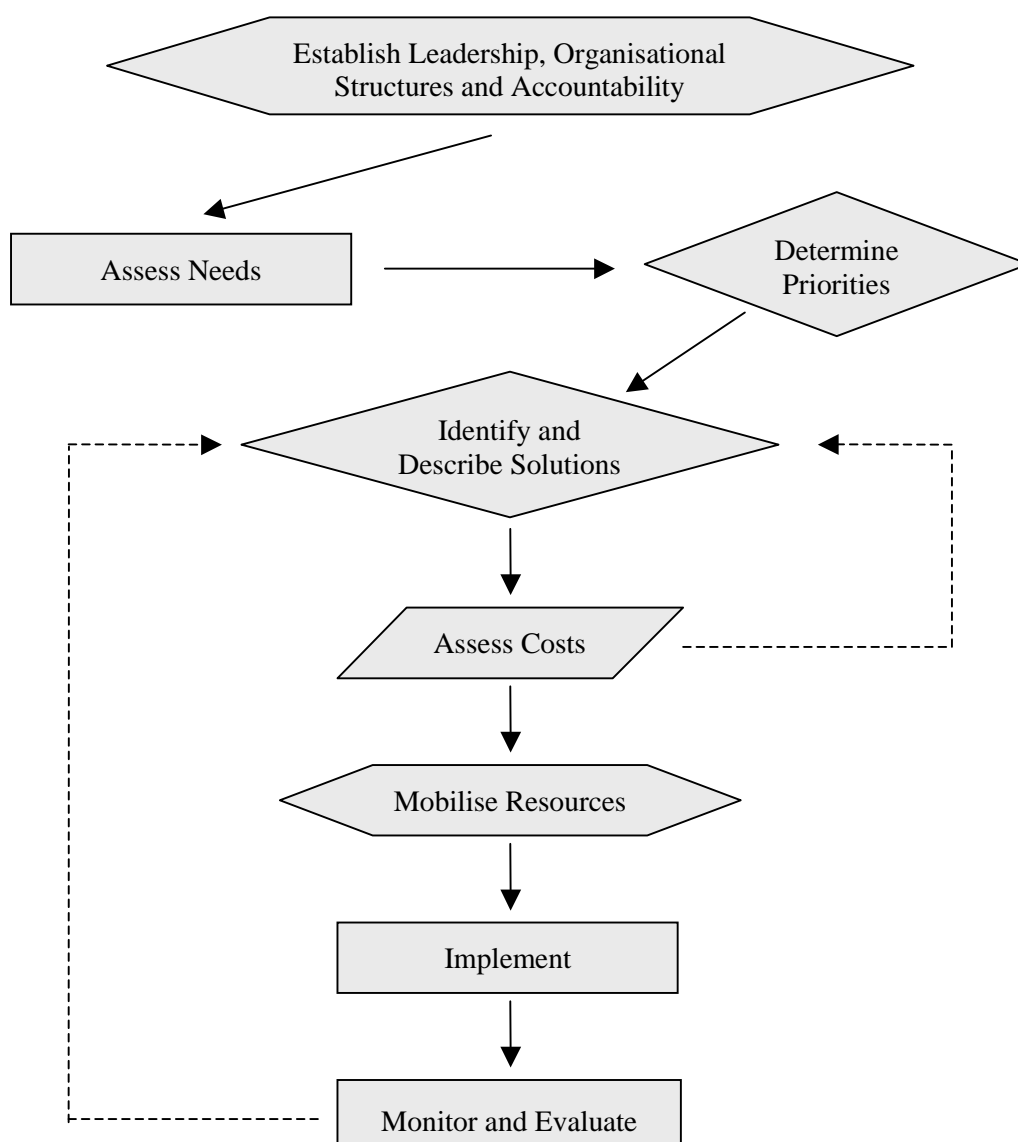 Establish Leadership, Organisational
Structures and Accountability
Assess Needs
Determine
Priorities
Identify and
Describe Solutions
Assess Costs
Mobilise Resources
Implement
Monitor and Evaluate